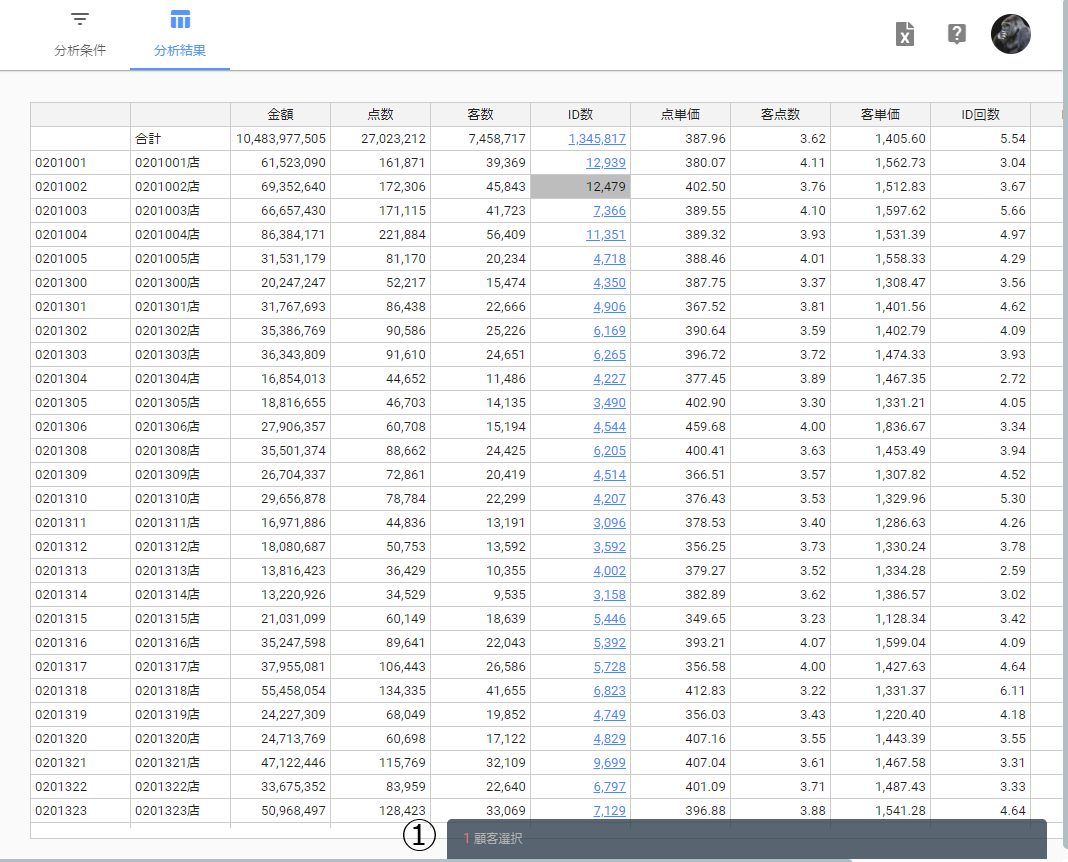 分析条件 分析結果
金額 点数 客数 ID数 点単価 客点数 客単価 ID回数
合計 10,483,977,505 27,023,212 7,458,717 1,345,817 387.96 3.62 1,405.60 5.54
0201001 0201001店 61,523,090 161,871 39,369 12,939 380.07 4.11 1,562.73 3.04
0201002 0201002店 69,352,640 172,306 45,843 12,479 402.50 3.76 1,512.83 3.67
0201003 0201003店 66,657,430 171,115 41,723 7,366 389.55 4.10 1,597.62 5.66
0201004 0201004店 86,384,171 221,884 56,409 11,351 389.32 3.93 1,531.39 4.97
0201005 0201005店 31,531,179 81,170 20,234 4,718 388.46 4.01 1,558.33 4.29
0201300 0201300店 20,247,247 52,217 15,474 4,350 387.75 3.37 1,308.47 3.56
0201301 0201301店 31,767,693 86,438 22,666 4,906 367.52 3.81 1,401.56 4.62
0201302 0201302店 35,386,769 90,586 25,226 6,169 390.64 3.59 1,402.79 4.09
0201303 0201303店 36,343,809 91,610 24,651 6,265 396.72 3.72 1,474.33 3.93
0201304 0201304店 16,854,013 44,652 11,486 4,227 377.45 3.89 1,467.35 2.72
0201305 0201305店 18,816,655 46,703 14,135 3,490 402.90 3.30 1,331.21 4.05
0201306 0201306店 27,906,357 60,708 15,194 4,544 459.68 4.00 1,836.67 3.34
0201308 0201308店 35,501,374 88,662 24,425 6,205 400.41 3.63 1,453.49 3.94
0201309 0201309店 26,704,337 72,861 20,419 4,514 366.51 3.57 1,307.82 4.52
0201310 0201310店 29,656,878 78,784 22,299 4,207 376.43 3.53 1,329.96 5.30
0201311 0201311店 16,971,886 44,836 13,191 3,096 378.53 3.40 1,286.63 4.26
0201312 0201312店 18,080,687 50,753 13,592 3,592 356.25 3.73 1,330.24 3.78
0201313 0201313店 13,816,423 36,429 10,355 4,002 379.27 3.52 1,334.28 2.59
0201314 0201314店 13,220,926 34,529 9,535 3,158 382.89 3.62 1,386.57 3.02
0201315 0201315店 21,031,099 60,149 18,639 5,446 349.65 3.23 1,128.34 3.42
0201316 0201316店 35,247,598 89,641 22,043 5,392 393.21 4.07 1,599.04 4.09
0201317 0201317店 37,955,081 106,443 26,586 5,728 356.58 4.00 1,427.63 4.64
0201318 0201318店 55,458,054 134,335 41,655 6,823 412.83 3.22 1,331.37 6.11
0201319 0201319店 24,227,309 68,049 19,852 4,749 356.03 3.43 1,220.40 4.18
0201320 0201320店 24,713,769 60,698 17,122 4,829 407.16 3.55 1,443.39 3.55
0201321 0201321店 47,122,446 115,769 32,109 9,699 407.04 3.61 1,467.58 3.31
0201322 0201322店 33,675,352 83,959 22,640 6,797 401.09 3.71 1,487.43 3.33
0201323 0201323店 50,968,497 128,423 33,069 7,129 396.88 3.88 1,541.28 4.64
① 1 顧客選択